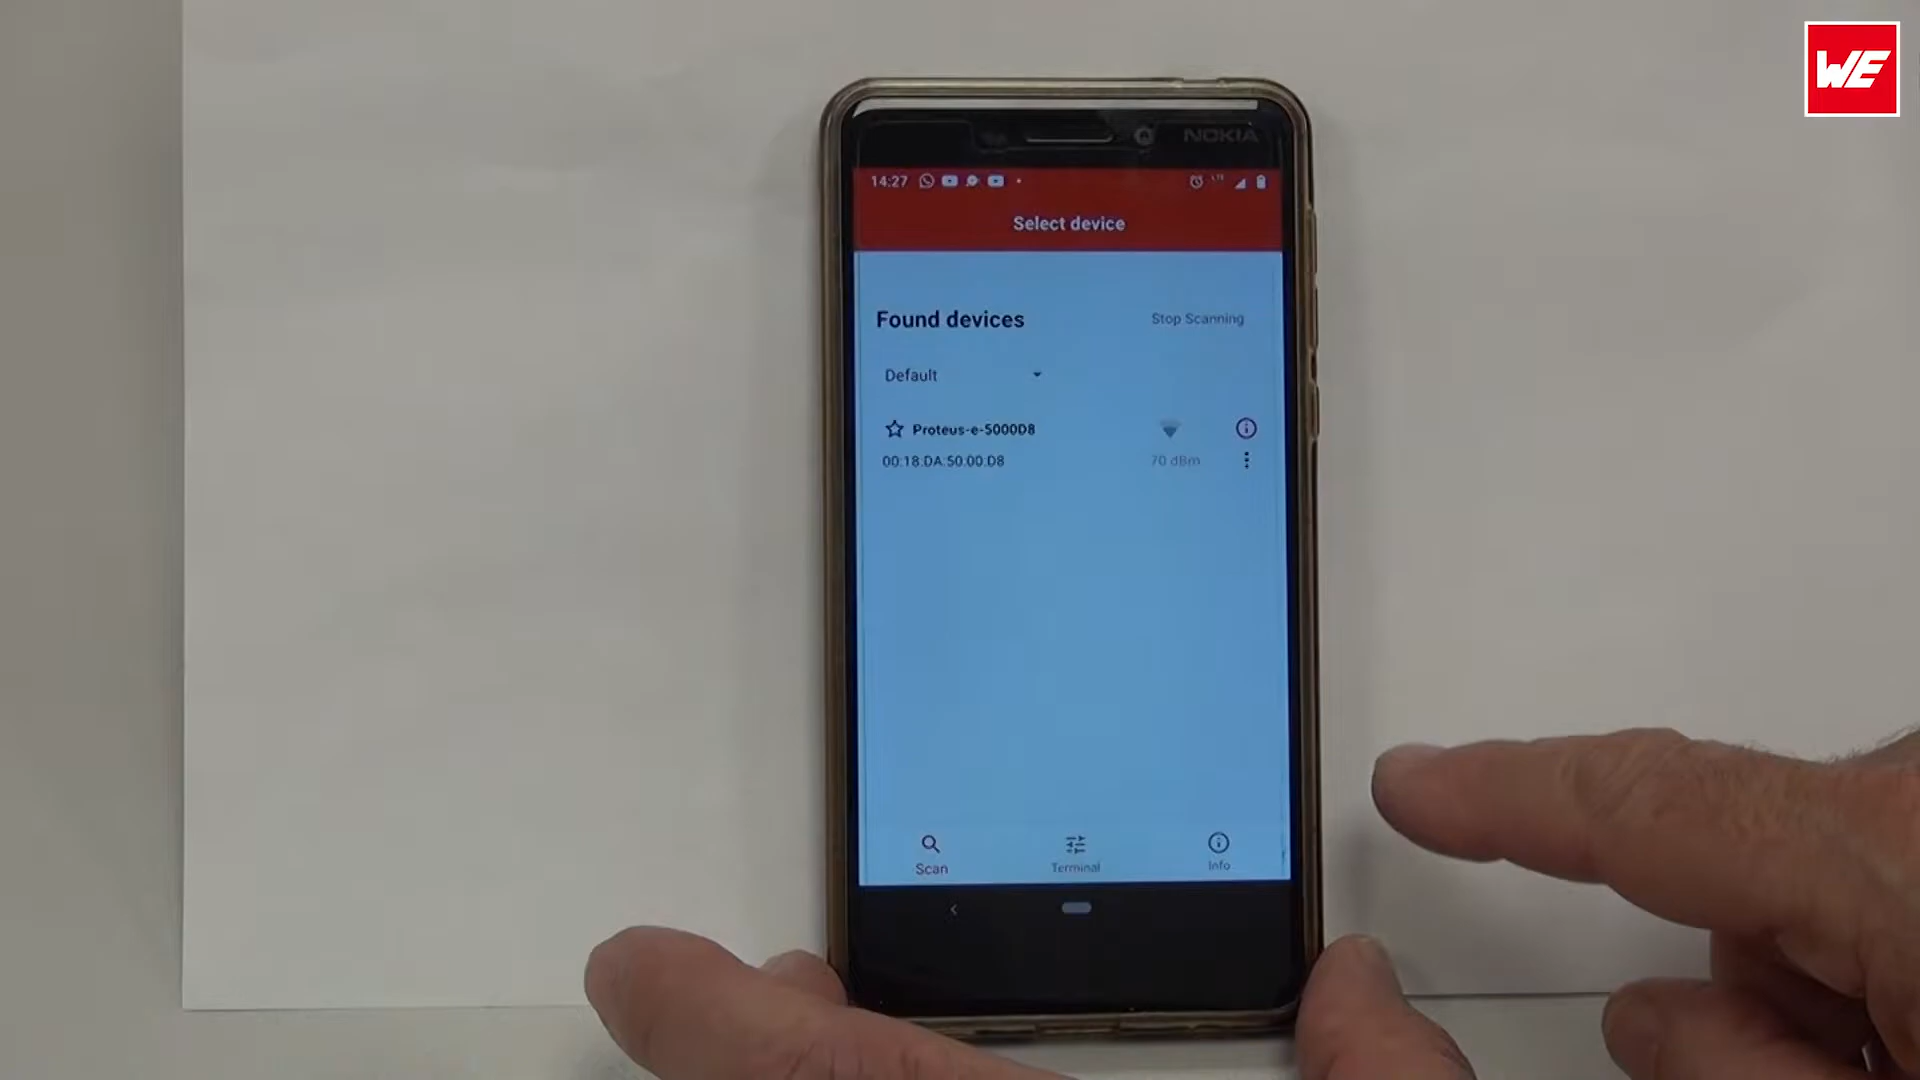 WE
NOKIA
14:27
LTE
Select device
Found devices
Stop Scanning
Default
Proteus-e-5000D8
00:18:DA:50:00:D8
70 dBm
Scan
Terminal
Info